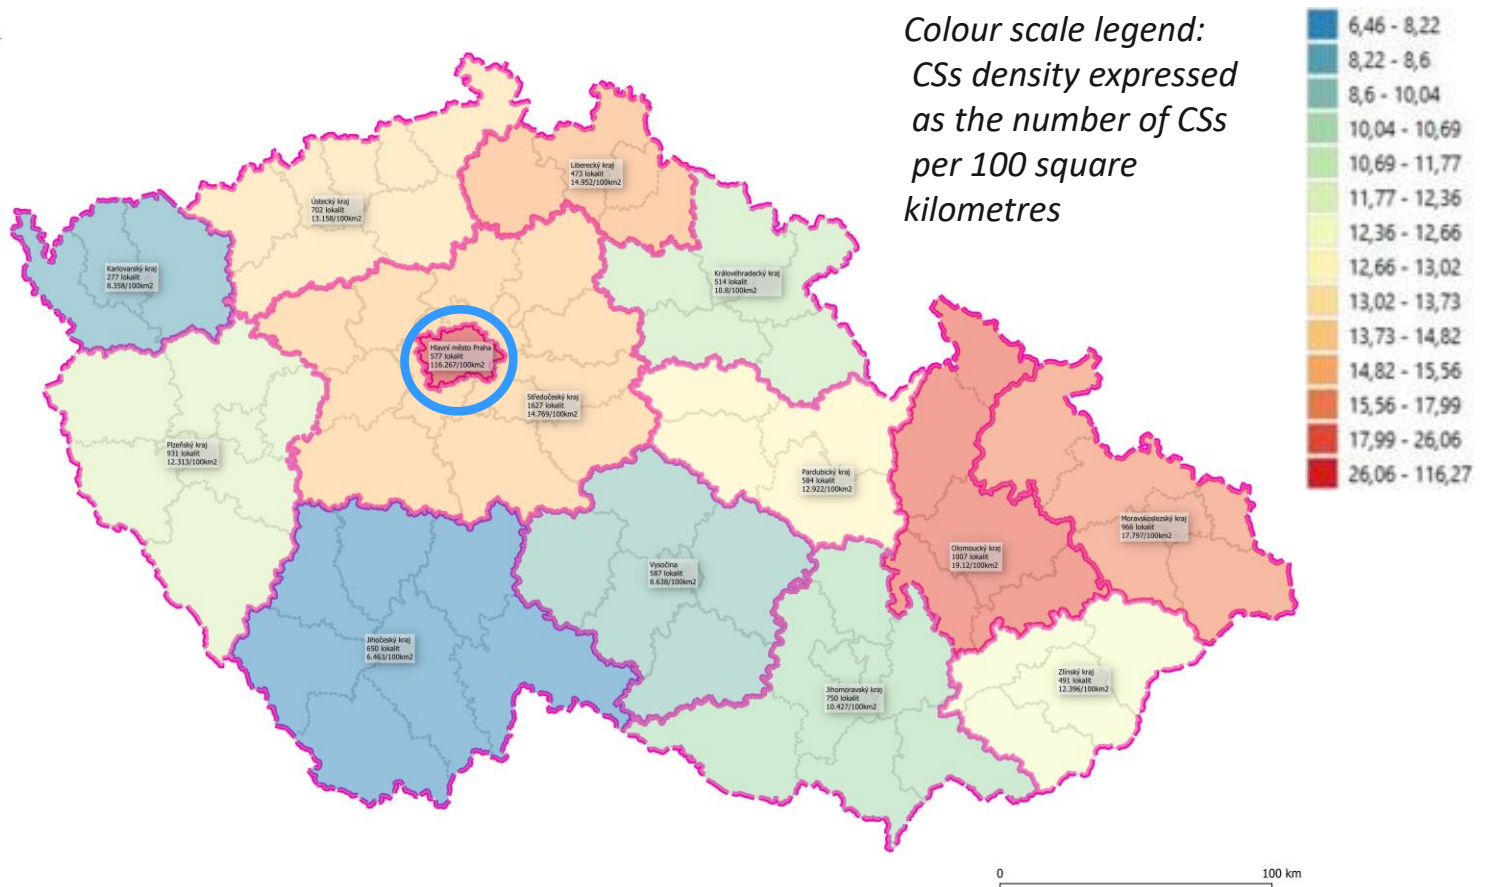 Colour scale legend:
CSs density expressed
as the number of CSs
per 100 square
kilometres
6,46 - 8,22
8,22 - 8,6
8,6 - 10,04
10,04 - 10,69
10,69 - 11,77
11,77 - 12,36
12,36 - 12,66
12,66 - 13,02
13,02 - 13,73
13,73 - 14,82
14,82 - 15,56
15,56 - 17,99
17,99 - 26,06
26,06 - 116,27
Liberecký kraj
473 lokalit
14.952/100km2
Ústecký kraj
702 lokalit
13.158/100km2
Karlovarský kraj
277 lokalit
8.358/100km2
Královéhradecký kraj
514 lokalit
10.8/100km2
Hlavní město Praha
577 lokalit
116.267/100km2
Středočeský kraj
1627 lokalit
14.769/100km2
Plzeňský kraj
931 lokalit
12.313/100km2
Pardubický kraj
584 lokalit
12.922/100km2
Moravskoslezský kraj
966 lokalit
17.797/100km2
Olomoucký kraj
1007 lokalit
19.12/100km2
Vysočina
587 lokalit
8.638/100km2
Jihočeský kraj
650 lokalit
6.463/100km2
Zlínský kraj
491 lokalit
12.396/100km2
Jihomoravský kraj
750 lokalit
10.427/100km2
0 100 km